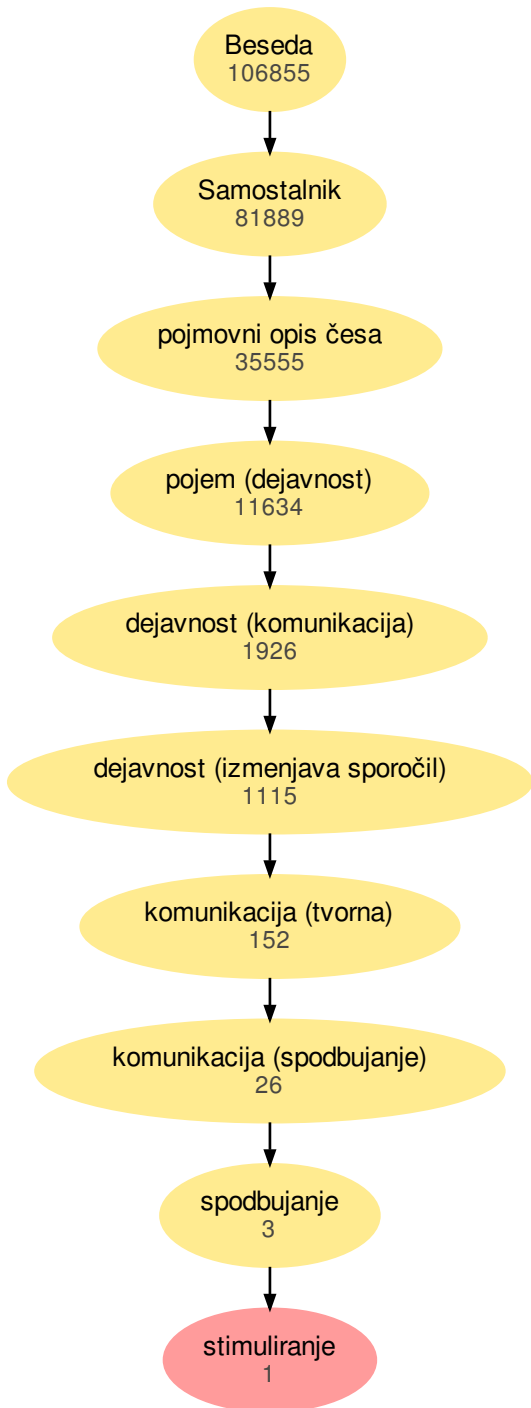 Beseda
106855
Samostalnik
81889
pojmovni opis česa
35555
pojem (dejavnost)
11634
dejavnost (komunikacija)
1926
dejavnost (izmenjava sporočil)
1115
komunikacija (tvorna)
152
komunikacija (spodbujanje)
26
spodbujanje
3
stimuliranje
1